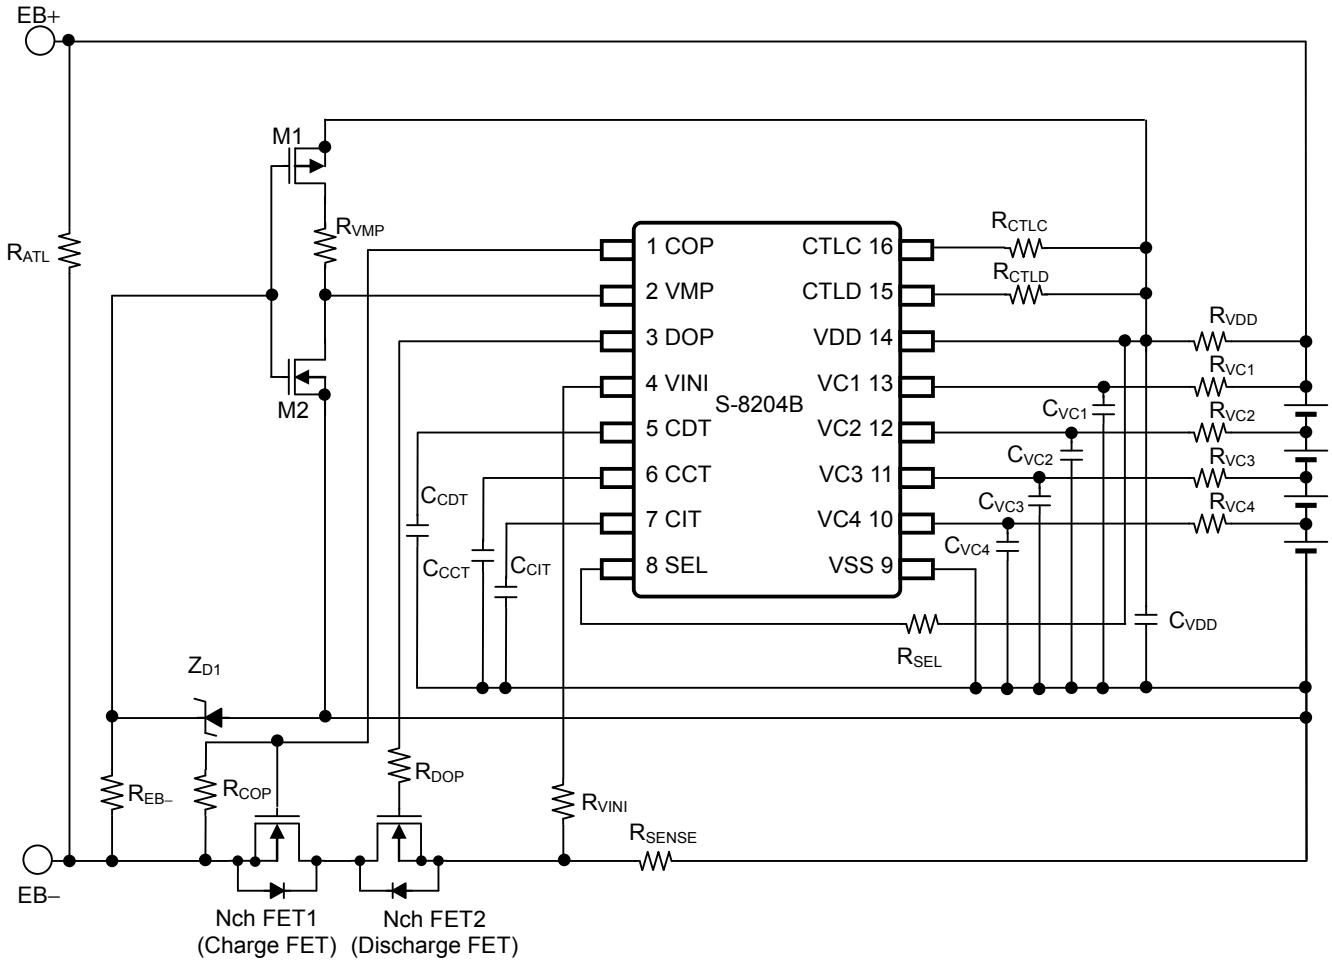 EB+
M1
RVMP
RATL
1 COP
CTLC 16
RCTLC
2 VMP
CTLD 15
RCTLD
3 DOP
VDD 14
RVDD
4 VINI
VC1 13
RVC1
S-8204B
M2
CVC1
5 CDT
VC2 12
RVC2
CVC2
6 CCT
VC3 11
RVC3
CCDT
CVC3
7 CIT
VC4 10
RVC4
CVC4
CCCT
CCIT
8 SEL
VSS 9
CVDD
RSEL
ZD1
REB–
RCOP
RDOP
RVINI
RSENSE
EB–
Nch FET1
(Charge FET)
Nch FET2
(Discharge FET)